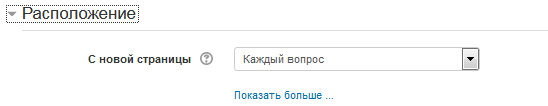 Расположение
С новой страницы Каждый вопрос
Показать больше ...